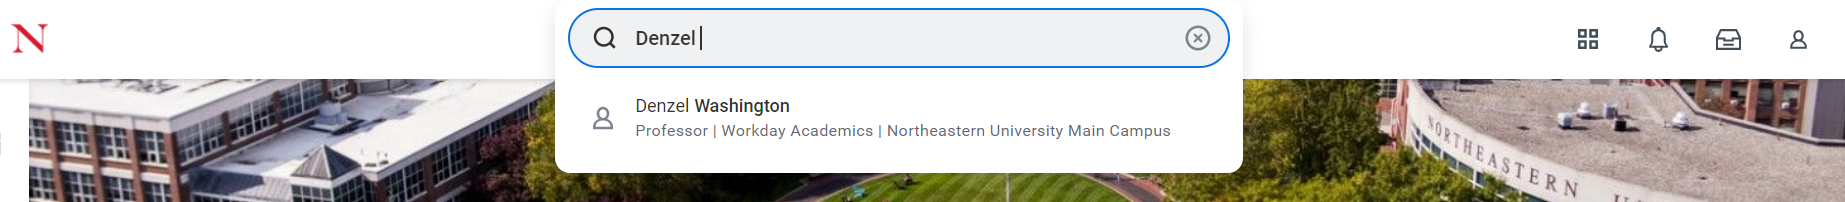 N
Denzel
Denzel Washington
Professor | Workday Academics | Northeastern University Main Campus
NORTHEASTERN